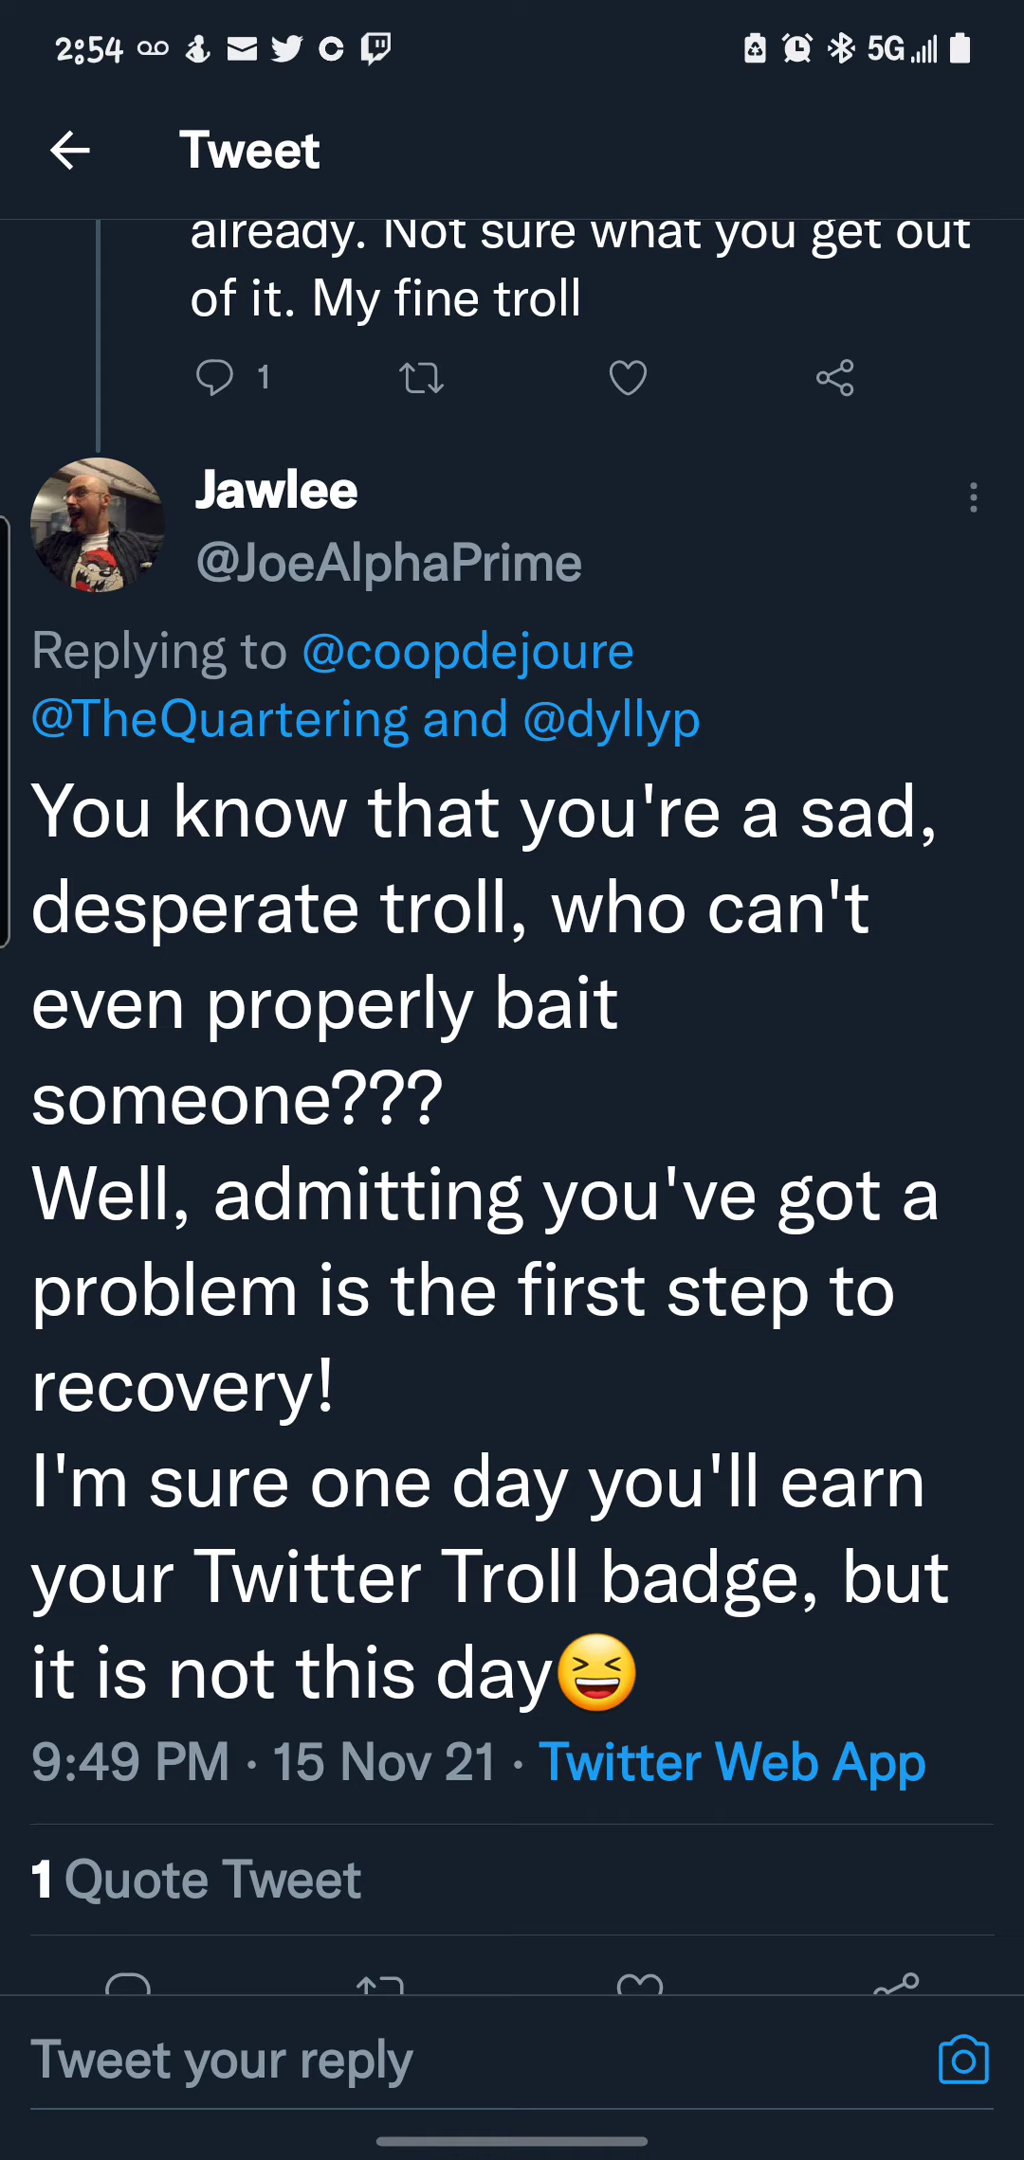 2:54
5G
Tweet
already. Not sure what you get out
of it. My fine troll
1
Jawlee
@JoeAlphaPrime
Replying to @coopdejoure
@TheQuartering and @dyllyp
You know that you're a sad,
desperate troll, who can't
even properly bait
someone???
Well, admitting you've got a
problem is the first step to
recovery!
I'm sure one day you'll earn
your Twitter Troll badge, but
it is not this day😆
9:49 PM · 15 Nov 21 · Twitter Web App
1 Quote Tweet
Tweet your reply